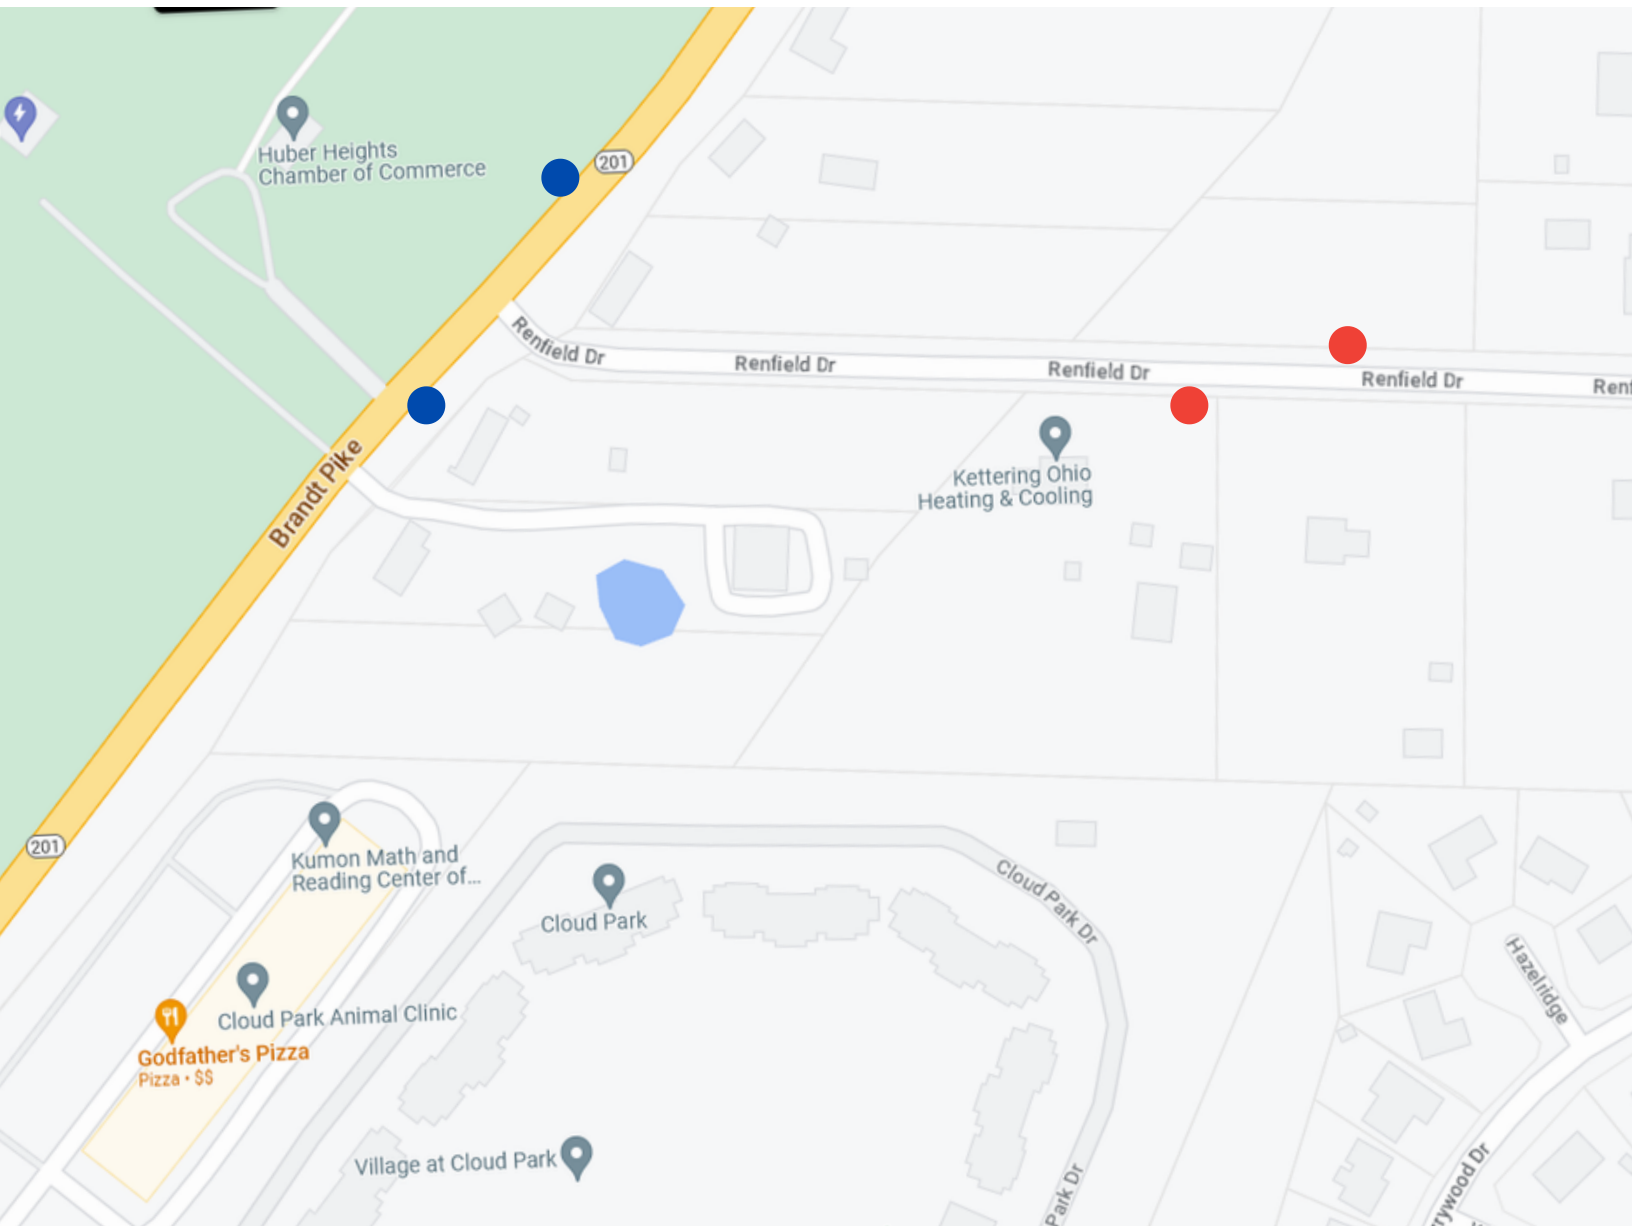 Huber Heights
Chamber of Commerce
201
Renfield Dr
Renfield Dr
Renfield Dr
Renfield Dr
Renf
Brandt Pike
Kettering Ohio
Heating & Cooling
201
Kumon Math and
Reading Center of...
Cloud Park
Cloud Park Dr
Hazelridge
Cloud Park Animal Clinic
Godfather's Pizza
Pizza • $$
Village at Cloud Park
Park Dr
rywood Dr